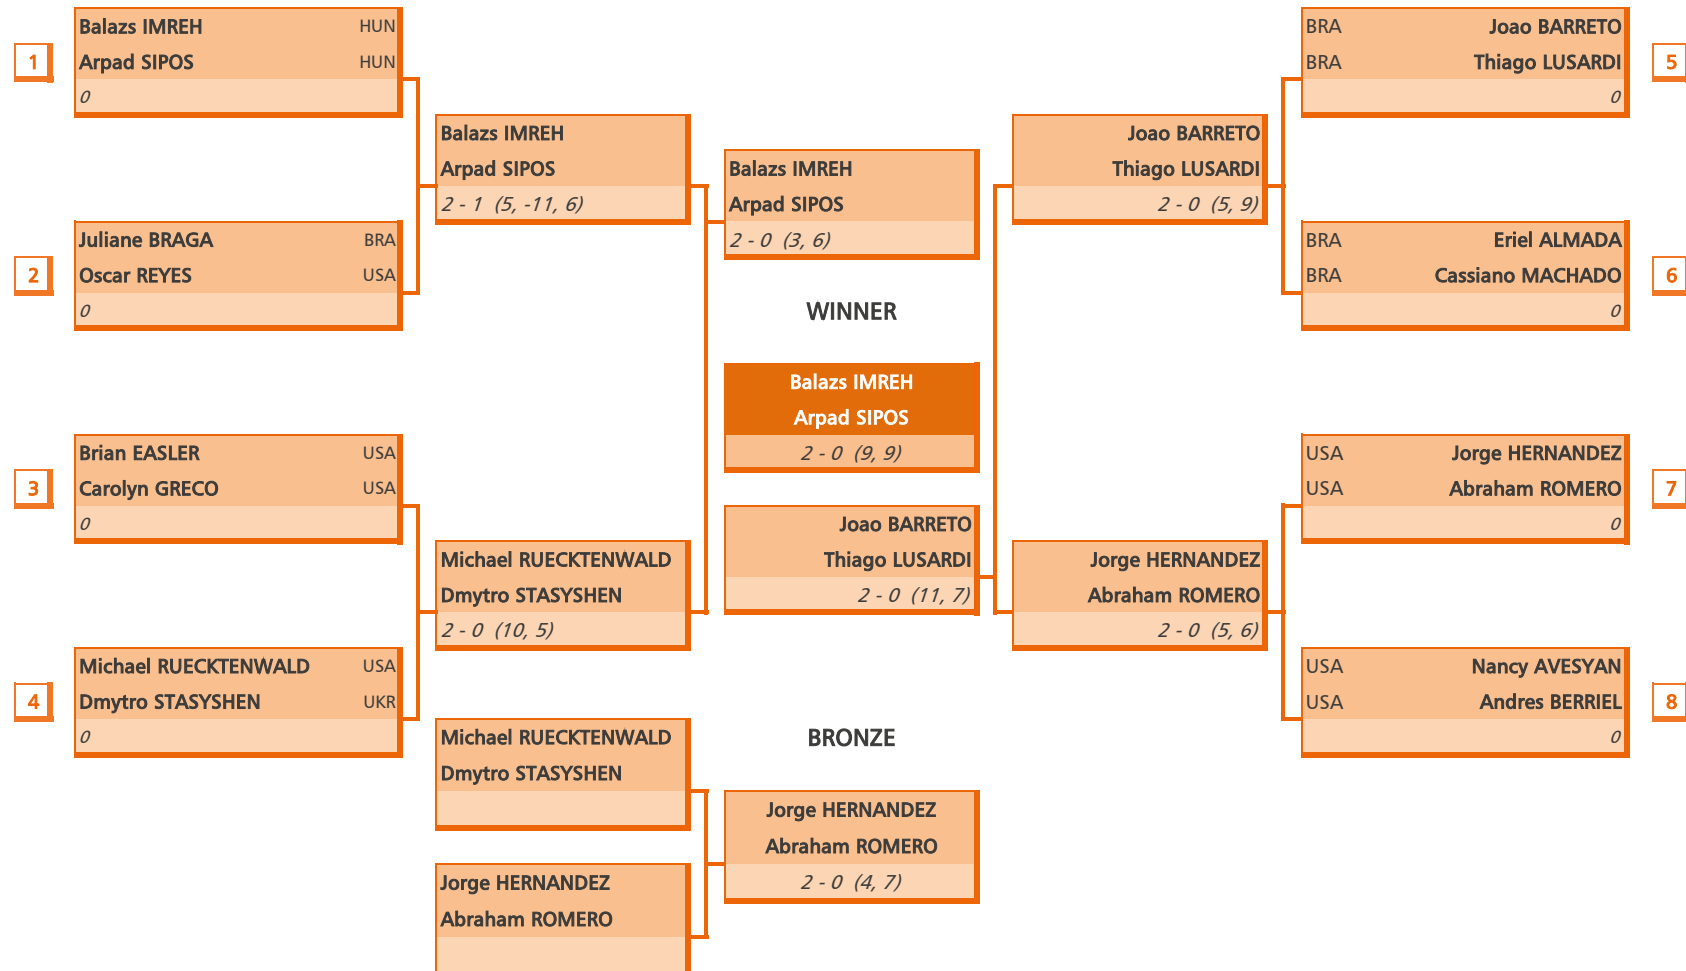 1
Balazs IMREH HUN
Arpad SIPOS HUN
0
2
Juliane BRAGA BRA
Oscar REYES USA
0
3
Brian EASLER USA
Carolyn GRECO USA
0
4
Michael RUECKTENWALD USA
Dmytro STASYSHEN UKR
0
Balazs IMREH
Arpad SIPOS
2 - 1 (5, -11, 6)
Michael RUECKTENWALD
Dmytro STASYSHEN
2 - 0 (10, 5)
Balazs IMREH
Arpad SIPOS
2 - 0 (3, 6)
WINNER
Balazs IMREH
Arpad SIPOS
2 - 0 (9, 9)
Joao BARRETO
Thiago LUSARDI
2 - 0 (11, 7)
Joao BARRETO
Thiago LUSARDI
2 - 0 (5, 9)
Jorge HERNANDEZ
Abraham ROMERO
2 - 0 (5, 6)
BRA Joao BARRETO
BRA Thiago LUSARDI
0
5
BRA Eriel ALMADA
BRA Cassiano MACHADO
0
6
USA Jorge HERNANDEZ
USA Abraham ROMERO
0
7
USA Nancy AVESYAN
USA Andres BERRIEL
0
8
BRONZE
Michael RUECKTENWALD
Dmytro STASYSHEN
Jorge HERNANDEZ
Abraham ROMERO
Jorge HERNANDEZ
Abraham ROMERO
2 - 0 (4, 7)